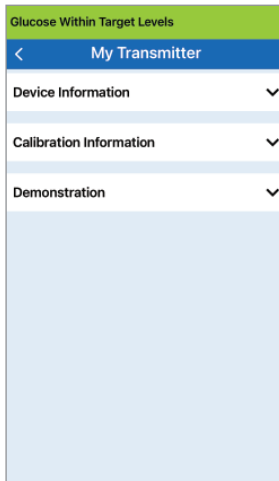 Glucose Within Target Levels
My Transmitter
Device Information
Calibration Information
Demonstration